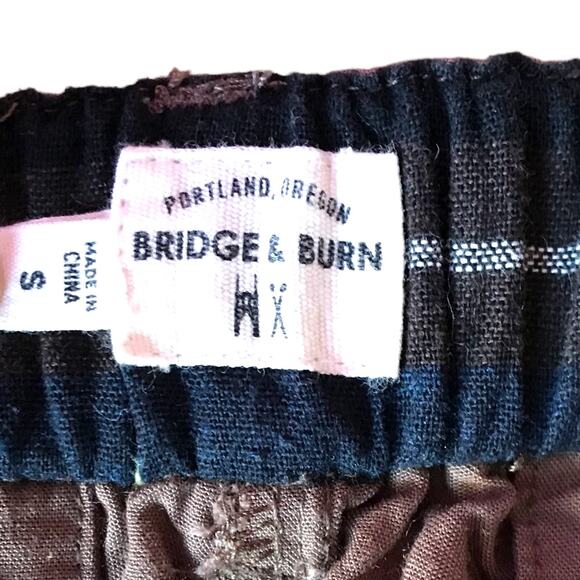 PORTLAND, OREGON
BRIDGE & BURN
MADE IN
CHINA
S